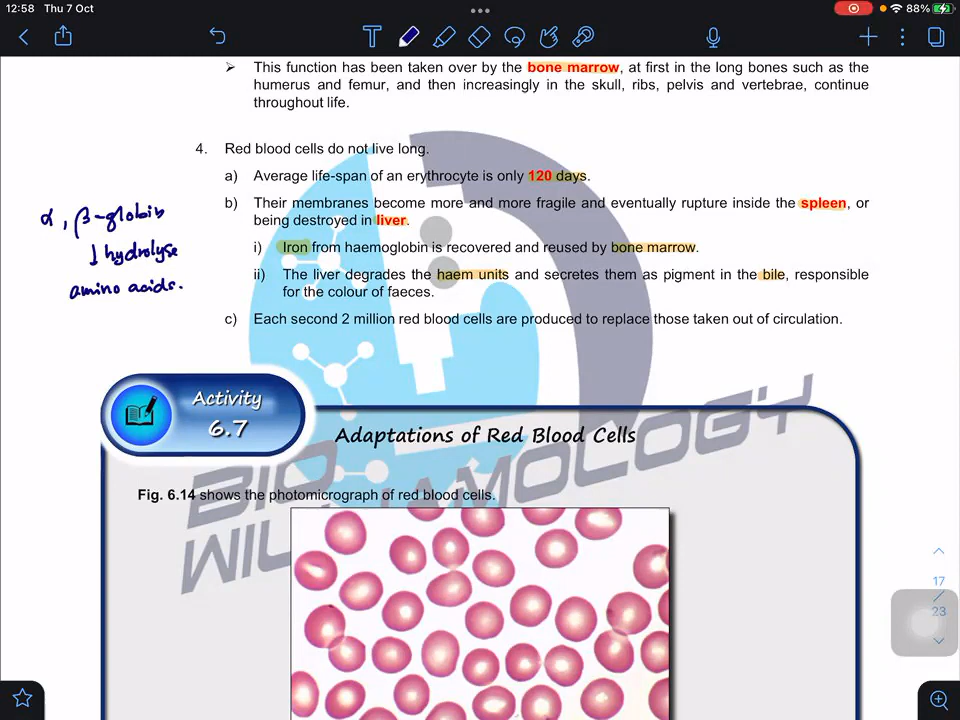 12:58 Thu 7 Oct
88%
➢ This function has been taken over by the bone marrow, at first in the long bones such as the
humerus and femur, and then increasingly in the skull, ribs, pelvis and vertebrae, continue
throughout life.
4. Red blood cells do not live long.
a) Average life-span of an erythrocyte is only 120 days.
b) Their membranes become more and more fragile and eventually rupture inside the spleen, or
being destroyed in liver.
α, β-globin
↓ hydrolyse
amino acids.
i) Iron from haemoglobin is recovered and reused by bone marrow.
ii) The liver degrades the haem units and secretes them as pigment in the bile, responsible
for the colour of faeces.
c) Each second 2 million red blood cells are produced to replace those taken out of circulation.
Activity
6.7
Adaptations of Red Blood Cells
Fig. 6.14 shows the photomicrograph of red blood cells.
BIO
WILLIAMOLOGY
17
/
23